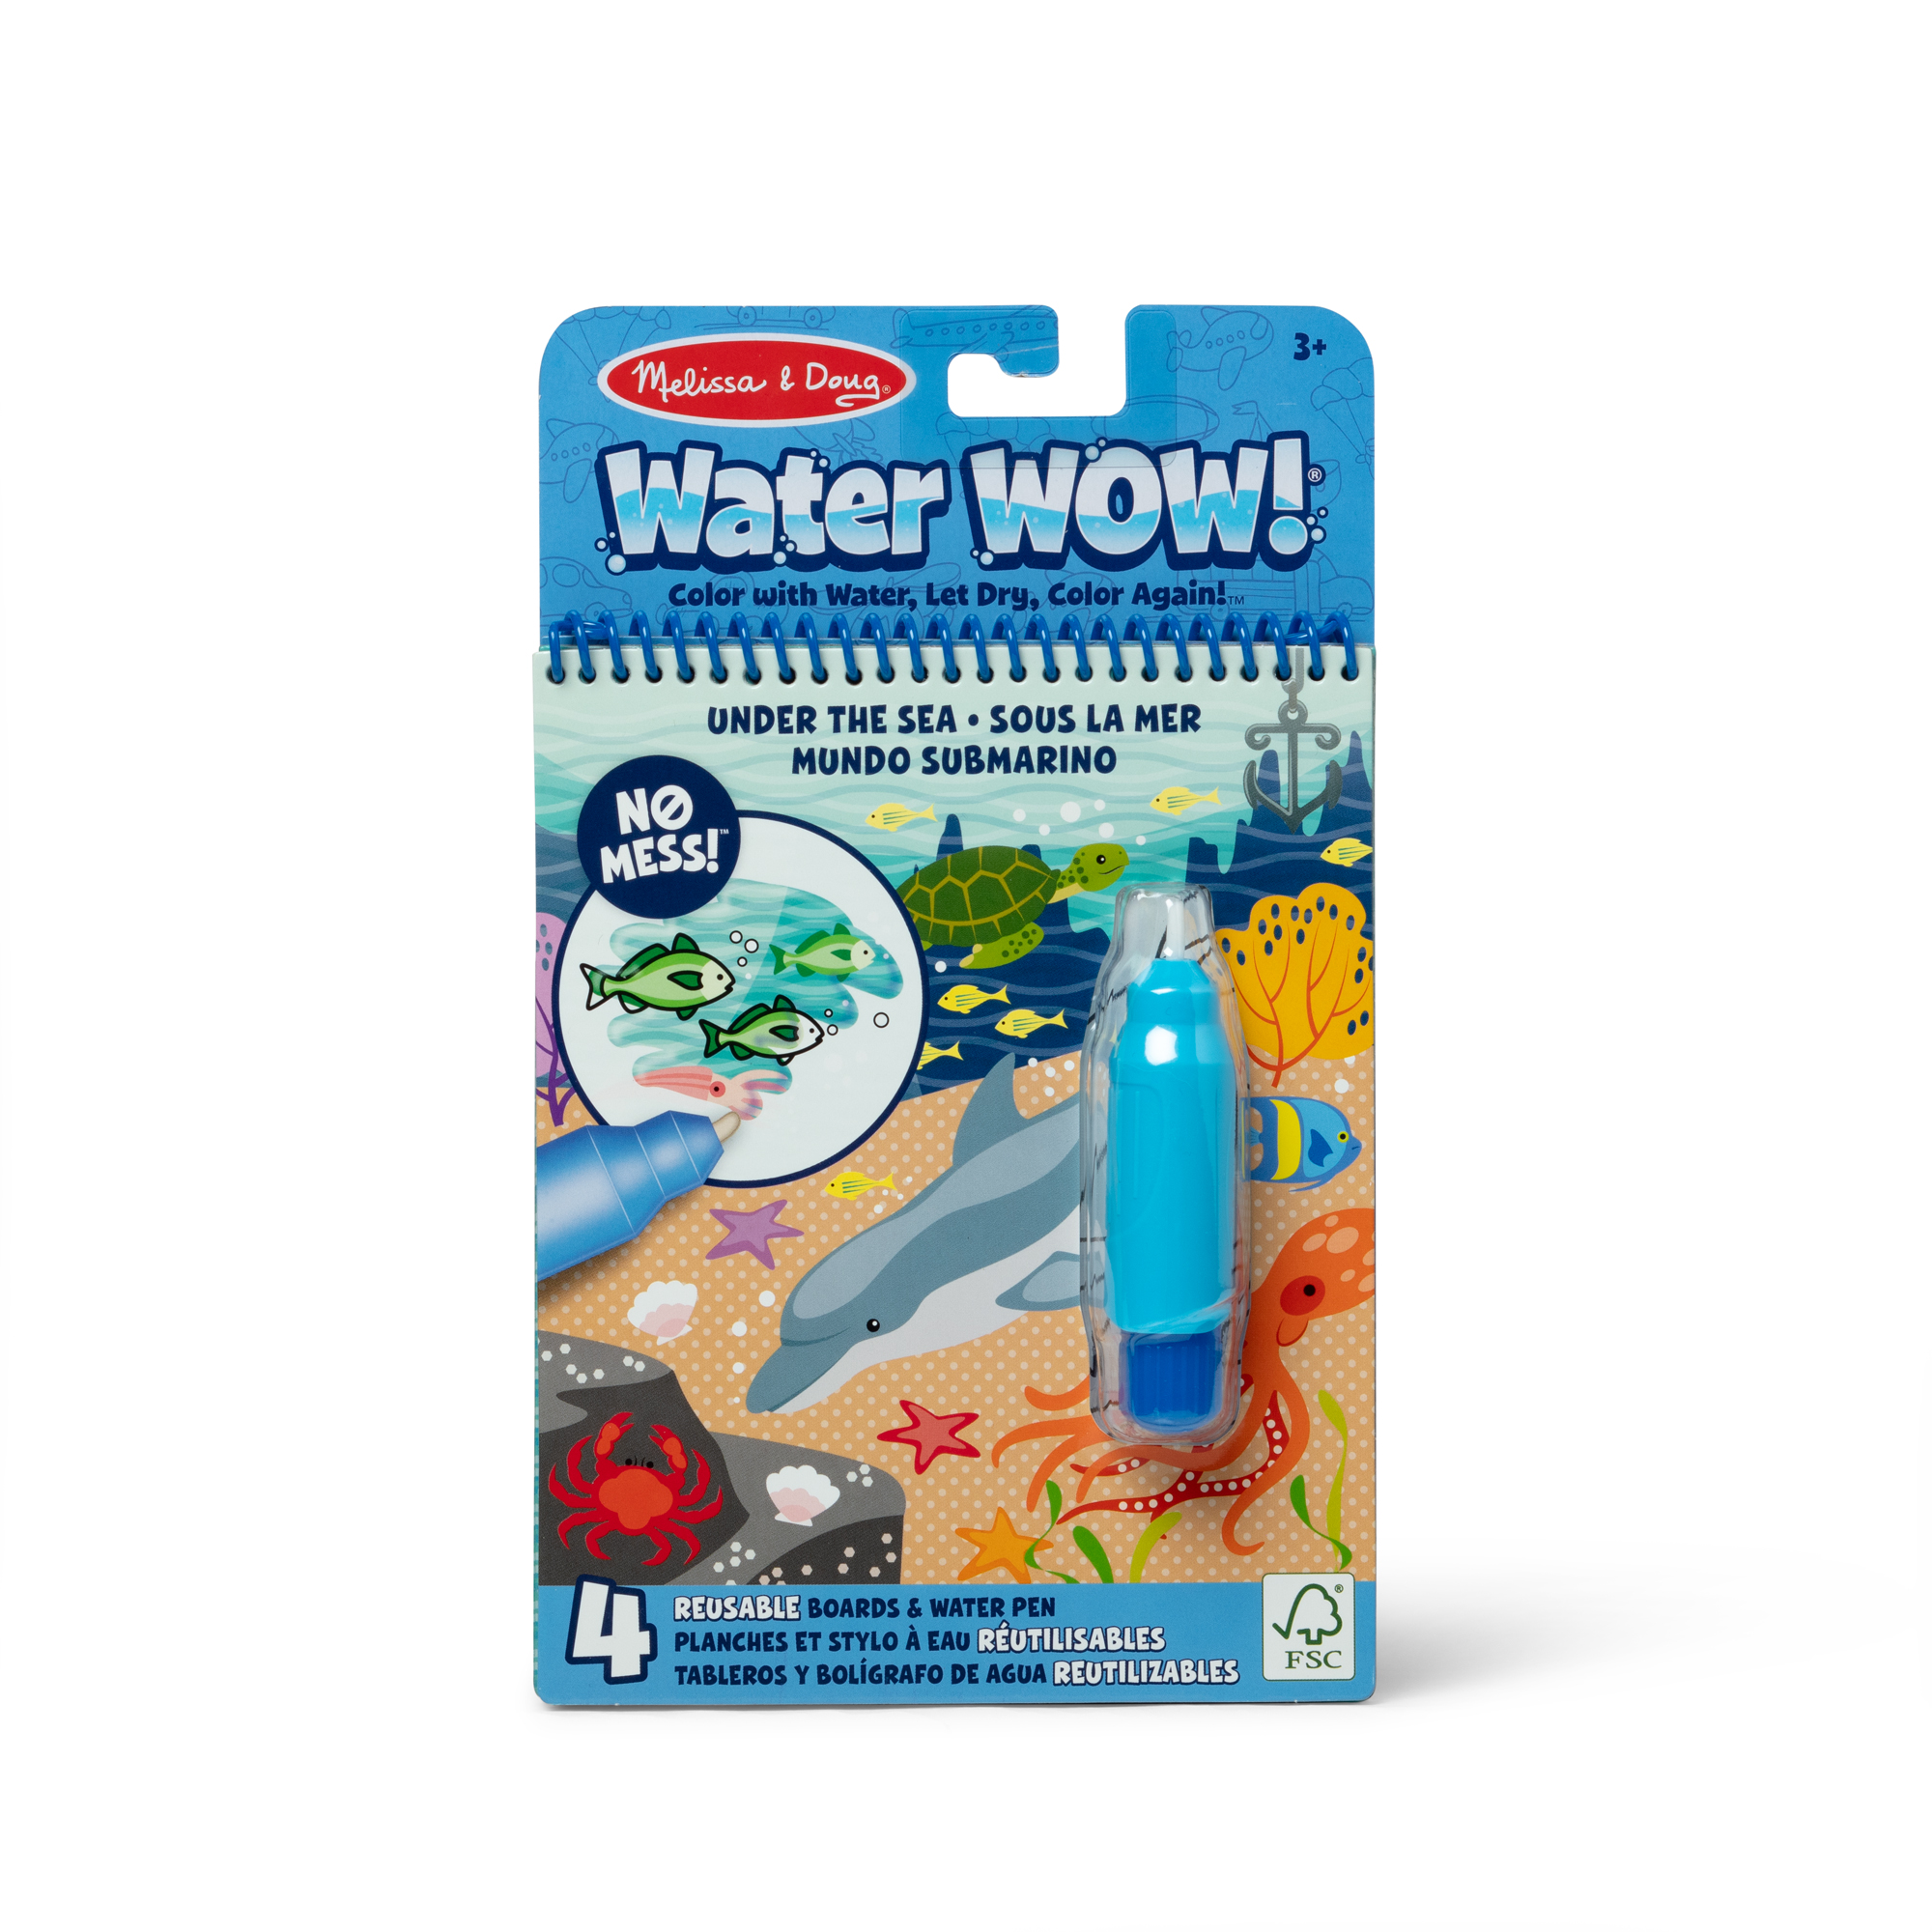 Melissa & Doug®
3+
Water WOW!®
Color with Water, Let Dry, Color Again!™
UNDER THE SEA • SOUS LA MER
MUNDO SUBMARINO
NO
MESS!™
4
REUSABLE BOARDS & WATER PEN
PLANCHES ET STYLO À EAU RÉUTILISABLES
TABLEROS Y BOLÍGRAFO DE AGUA REUTILIZABLES
®
FSC